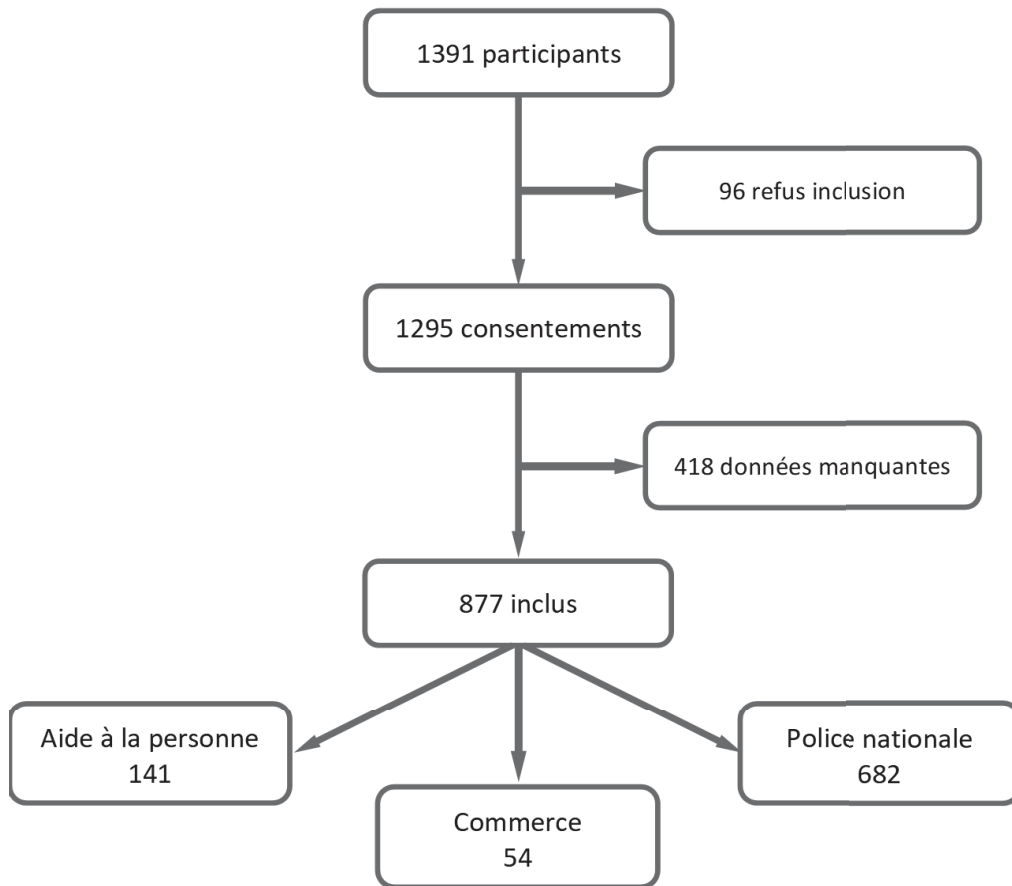 1391 participants
96 refus inclusion
1295 consentements
418 données manquantes
877 inclus
Aide à la personne
141
Commerce
54
Police nationale
682